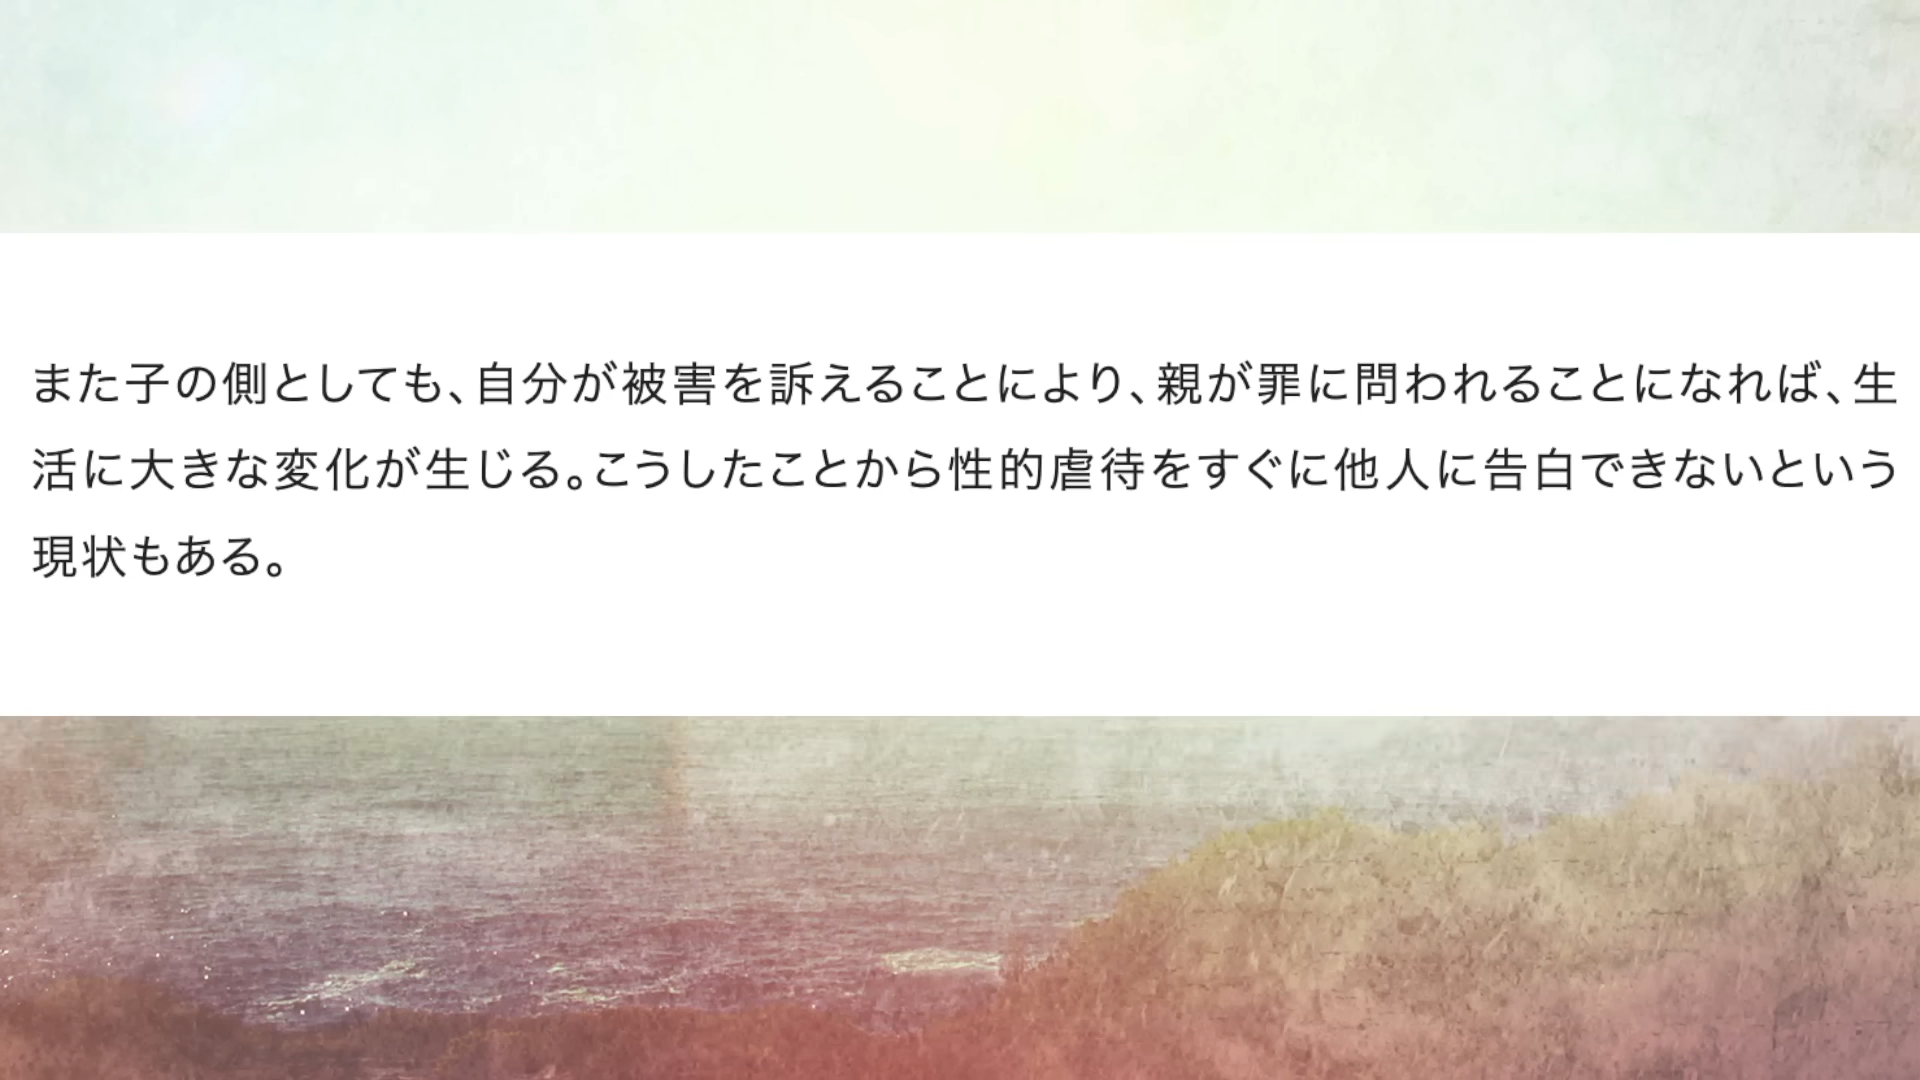 また子の側としても、自分が被害を訴えることにより、親が罪に問われることになれば、生
活に大きな変化が生じる。こうしたことから性的虐待をすぐに他人に告白できないという
現状もある。